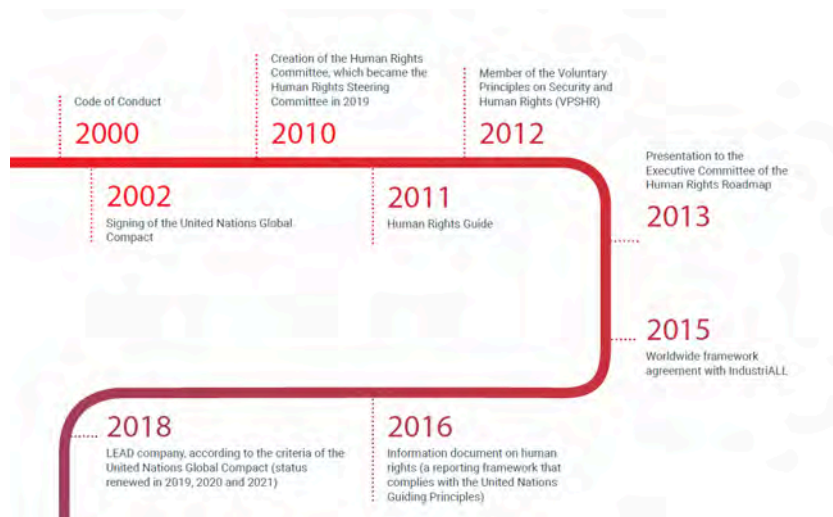 Code of Conduct
2000
2002
Signing of the United Nations Global
Compact
Creation of the Human Rights
Committee, which became the
Human Rights Steering
Committee in 2019
2010
2011
Human Rights Guide
Member of the Voluntary
Principles on Security and
Human Rights (VPSHR)
2012
Presentation to the
Executive Committee of the
Human Rights Roadmap
2013
2015
Worldwide framework
agreement with IndustriALL
2016
Information document on human
rights (a reporting framework that
complies with the United Nations
Guiding Principles)
2018
LEAD company, according to the criteria of the
United Nations Global Compact (status
renewed in 2019, 2020 and 2021)